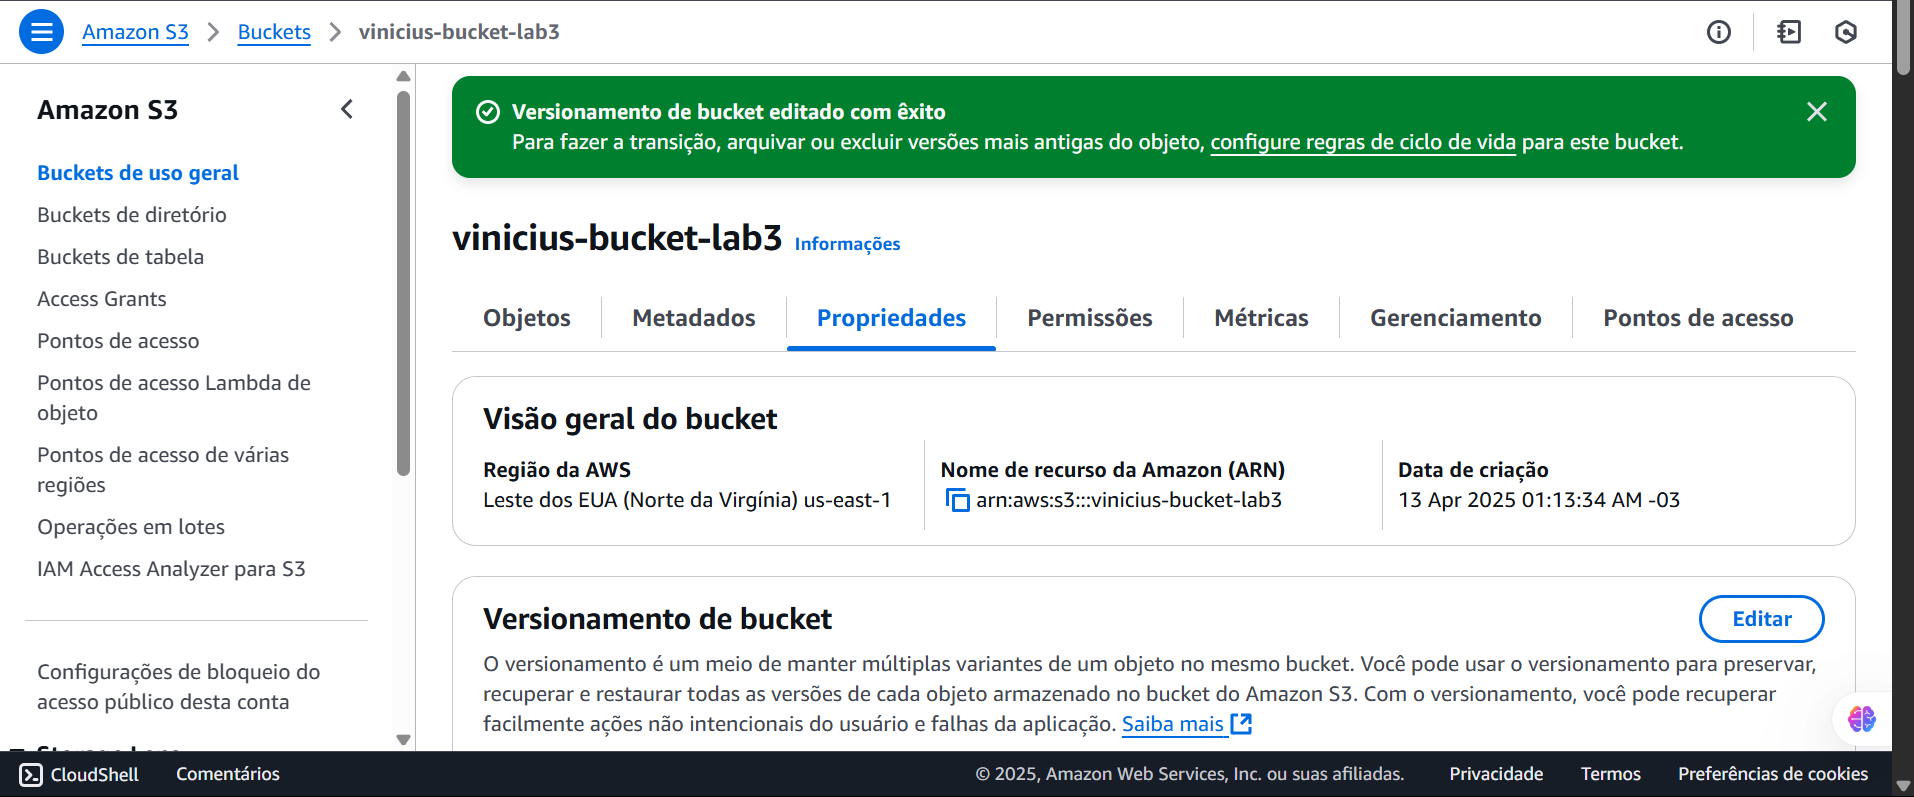 Amazon S3 > Buckets > vinicius-bucket-lab3
Amazon S3
Buckets de uso geral
Buckets de diretório
Buckets de tabela
Access Grants
Pontos de acesso
Pontos de acesso Lambda de
objeto
Pontos de acesso de várias
regiões
Operações em lotes
IAM Access Analyzer para S3
Configurações de bloqueio do
acesso público desta conta
Versionamento de bucket editado com êxito
Para fazer a transição, arquivar ou excluir versões mais antigas do objeto, configure regras de ciclo de vida para este bucket.
vinicius-bucket-lab3 Informações
Objetos Metadados Propriedades Permissões Métricas Gerenciamento Pontos de acesso
Visão geral do bucket
Região da AWS
Leste dos EUA (Norte da Virgínia) us-east-1
Nome de recurso da Amazon (ARN)
arn:aws:s3:::vinicius-bucket-lab3
Data de criação
13 Apr 2025 01:13:34 AM -03
Versionamento de bucket
Editar
O versionamento é um meio de manter múltiplas variantes de um objeto no mesmo bucket. Você pode usar o versionamento para preservar,
recuperar e restaurar todas as versões de cada objeto armazenado no bucket do Amazon S3. Com o versionamento, você pode recuperar
facilmente ações não intencionais do usuário e falhas da aplicação. Saiba mais
CloudShell Comentários © 2025, Amazon Web Services, Inc. ou suas afiliadas. Privacidade Termos Preferências de cookies